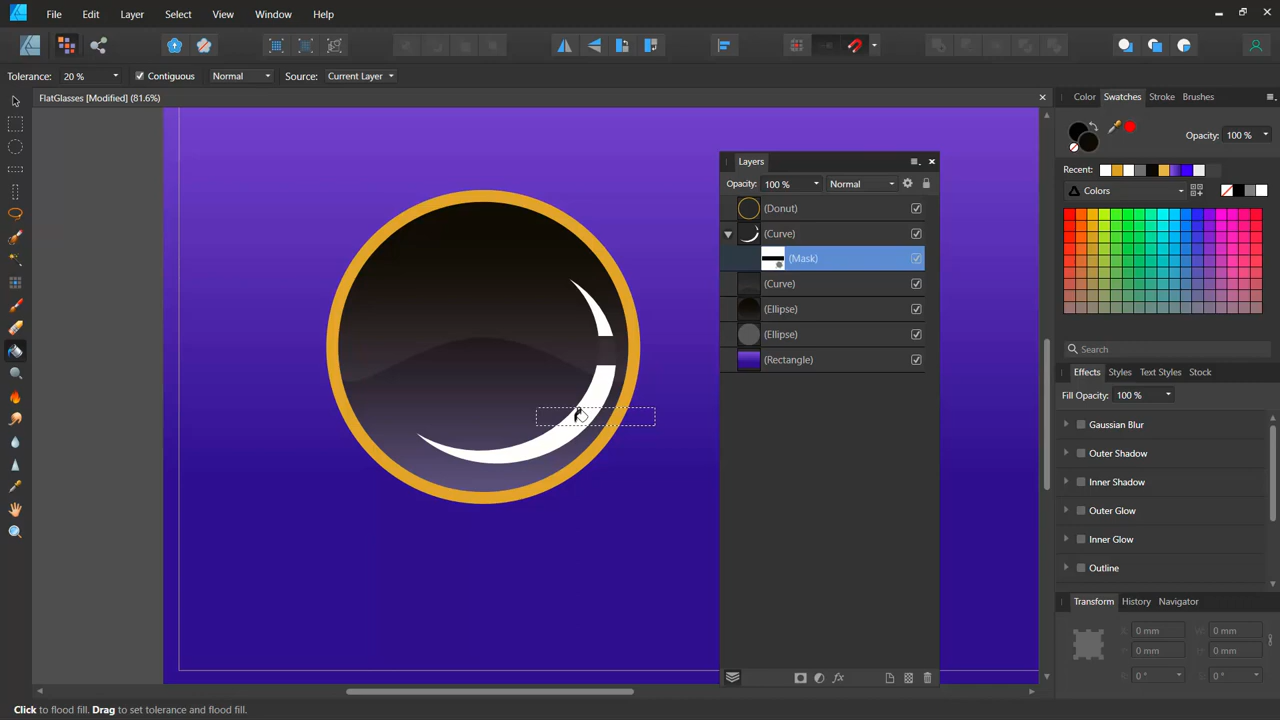 File Edit Layer Select View Window Help
Tolerance: 20 % Contiguous Normal Source: Current Layer
FlatGlasses [Modified] (81.6%)
Color Swatches Stroke Brushes
Opacity: 100 %
Recent:
Colors
Search
Effects Styles Text Styles Stock
Fill Opacity: 100 %
Gaussian Blur
Outer Shadow
Inner Shadow
Outer Glow
Inner Glow
Outline
Transform History Navigator
X: 0 mm W: 0 mm
Y: 0 mm H: 0 mm
R: 0 ° S: 0 °
Layers
Opacity: 100 % Normal
(Donut)
(Curve)
(Mask)
(Curve)
(Ellipse)
(Ellipse)
(Rectangle)
fx
Click to flood fill. Drag to set tolerance and flood fill.